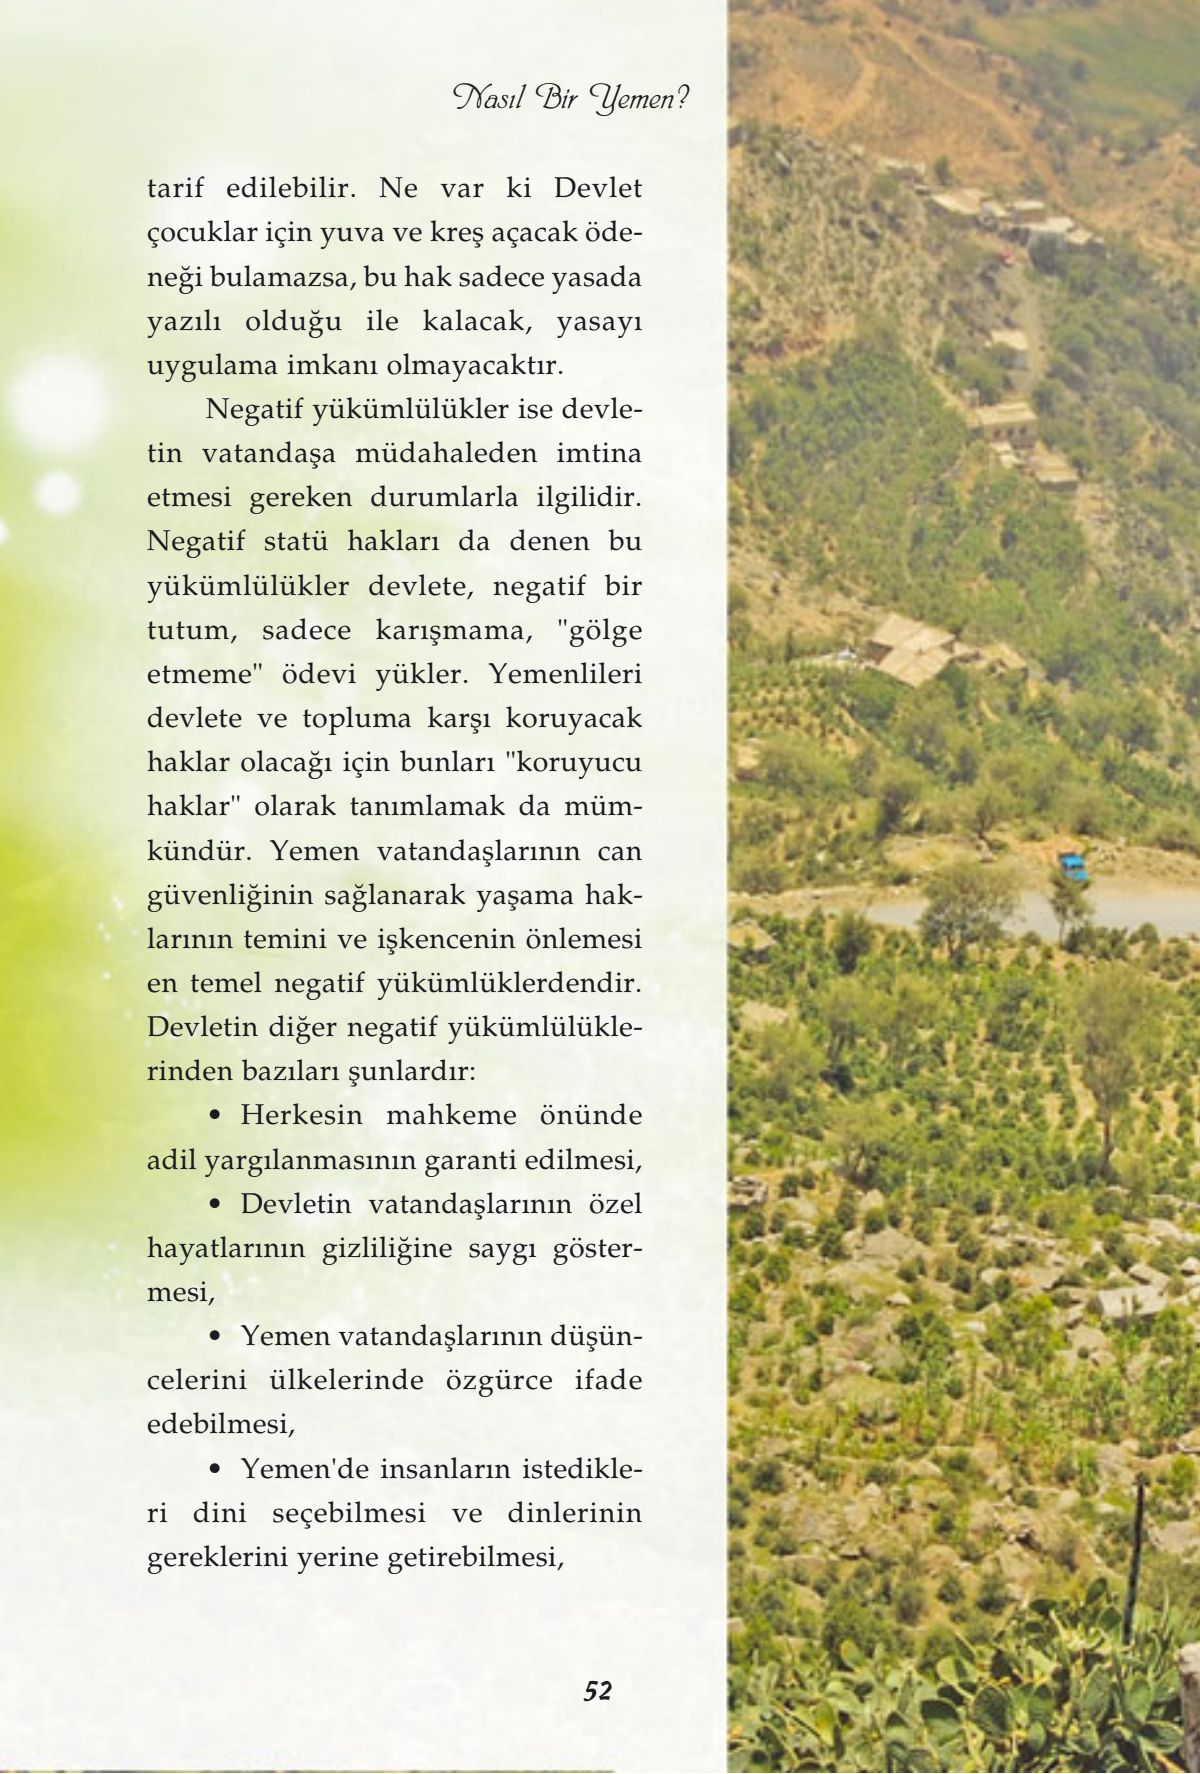 Nasıl Bir Yemen?
tarif edilebilir. Ne var ki Devlet
çocuklar için yuva ve kreş açacak öde-
neği bulamazsa, bu hak sadece yasada
yazılı olduğu ile kalacak, yasayı
uygulama imkanı olmayacaktır.
Negatif yükümlülükler ise devle-
tin vatandaşa müdahaleden imtina
etmesi gereken durumlarla ilgilidir.
Negatif statü hakları da denen bu
yükümlülükler devlete, negatif bir
tutum, sadece karışmama, "gölge
etmeme" ödevi yükler. Yemenlileri
devlete ve topluma karşı koruyacak
haklar olacağı için bunları "koruyucu
haklar" olarak tanımlamak da müm-
kündür. Yemen vatandaşlarının can
güvenliğinin sağlanarak yaşama hak-
larının temini ve işkencenin önlemesi
en temel negatif yükümlüklerdendir.
Devletin diğer negatif yükümlülükle-
rinden bazıları şunlardır:
• Herkesin mahkeme önünde
adil yargılanmasının garanti edilmesi,
• Devletin vatandaşlarının özel
hayatlarının gizliliğine saygı göster-
mesi,
• Yemen vatandaşlarının düşün-
celerini ülkelerinde özgürce ifade
edebilmesi,
• Yemen'de insanların istedikle-
ri dini seçebilmesi ve dinlerinin
gereklerini yerine getirebilmesi,
52